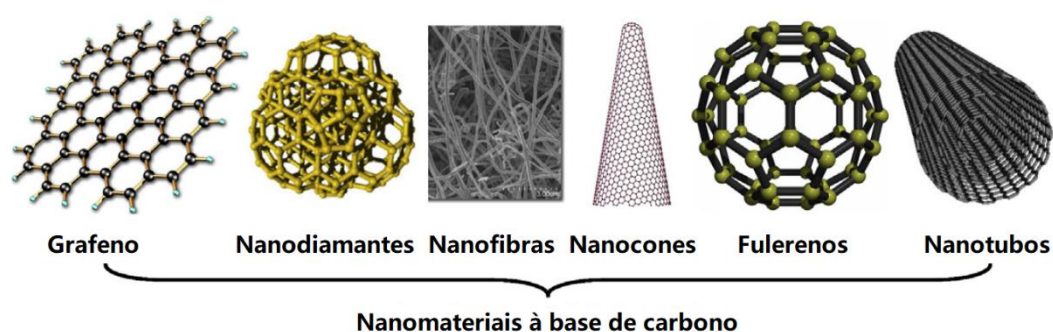 Grafeno Nanodiamantes Nanofibras Nanocones Fulerenos Nanotubos
Nanomateriais à base de carbono